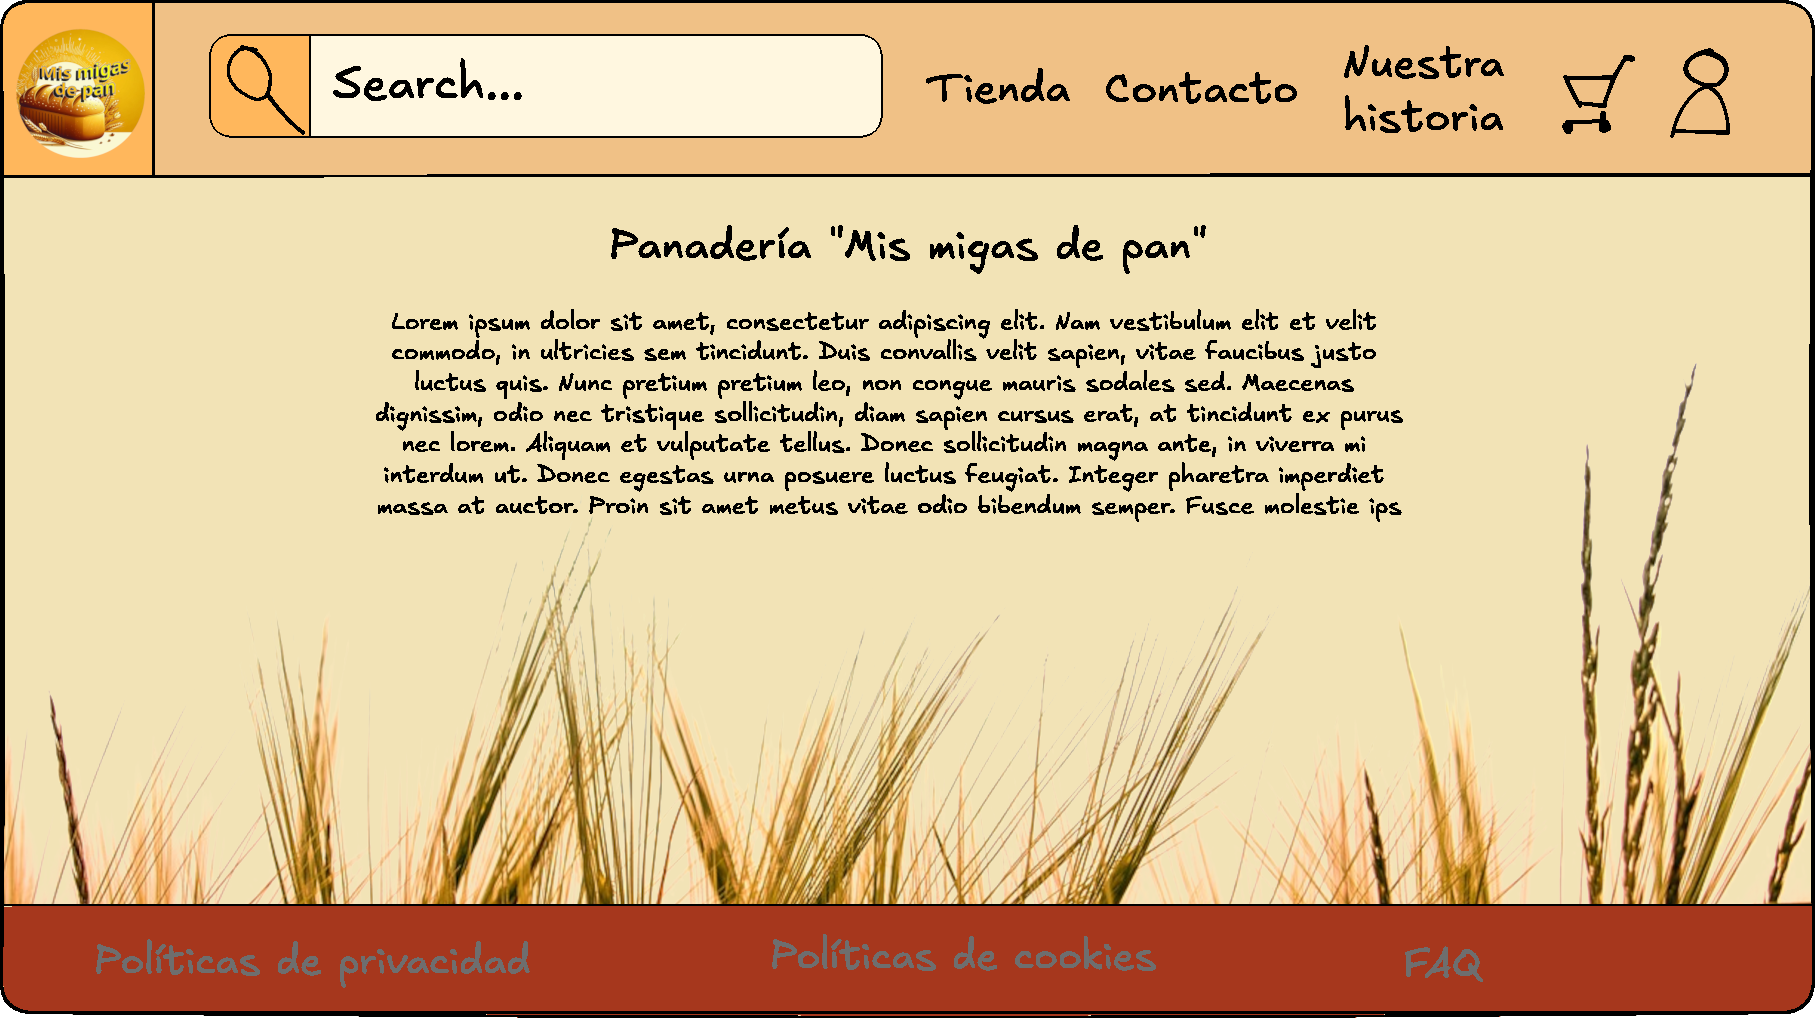 Mis migas
de pan
Search...
Tienda
Contacto
Nuestra
historia
Panadería "Mis migas de pan"
Lorem ipsum dolor sit amet, consectetur adipiscing elit. Nam vestibulum elit et velit
commodo, in ultricies sem tincidunt. Duis convallis velit sapien, vitae faucibus justo
luctus quis. Nunc pretium pretium leo, non congue mauris sodales sed. Maecenas
dignissim, odio nec tristique sollicitudin, diam sapien cursus erat, at tincidunt ex purus
nec lorem. Aliquam et vulputate tellus. Donec sollicitudin magna ante, in viverra mi
interdum ut. Donec egestas urna posuere luctus feugiat. Integer pharetra imperdiet
massa at auctor. Proin sit amet metus vitae odio bibendum semper. Fusce molestie ips
Políticas de privacidad
Políticas de cookies
FAQ